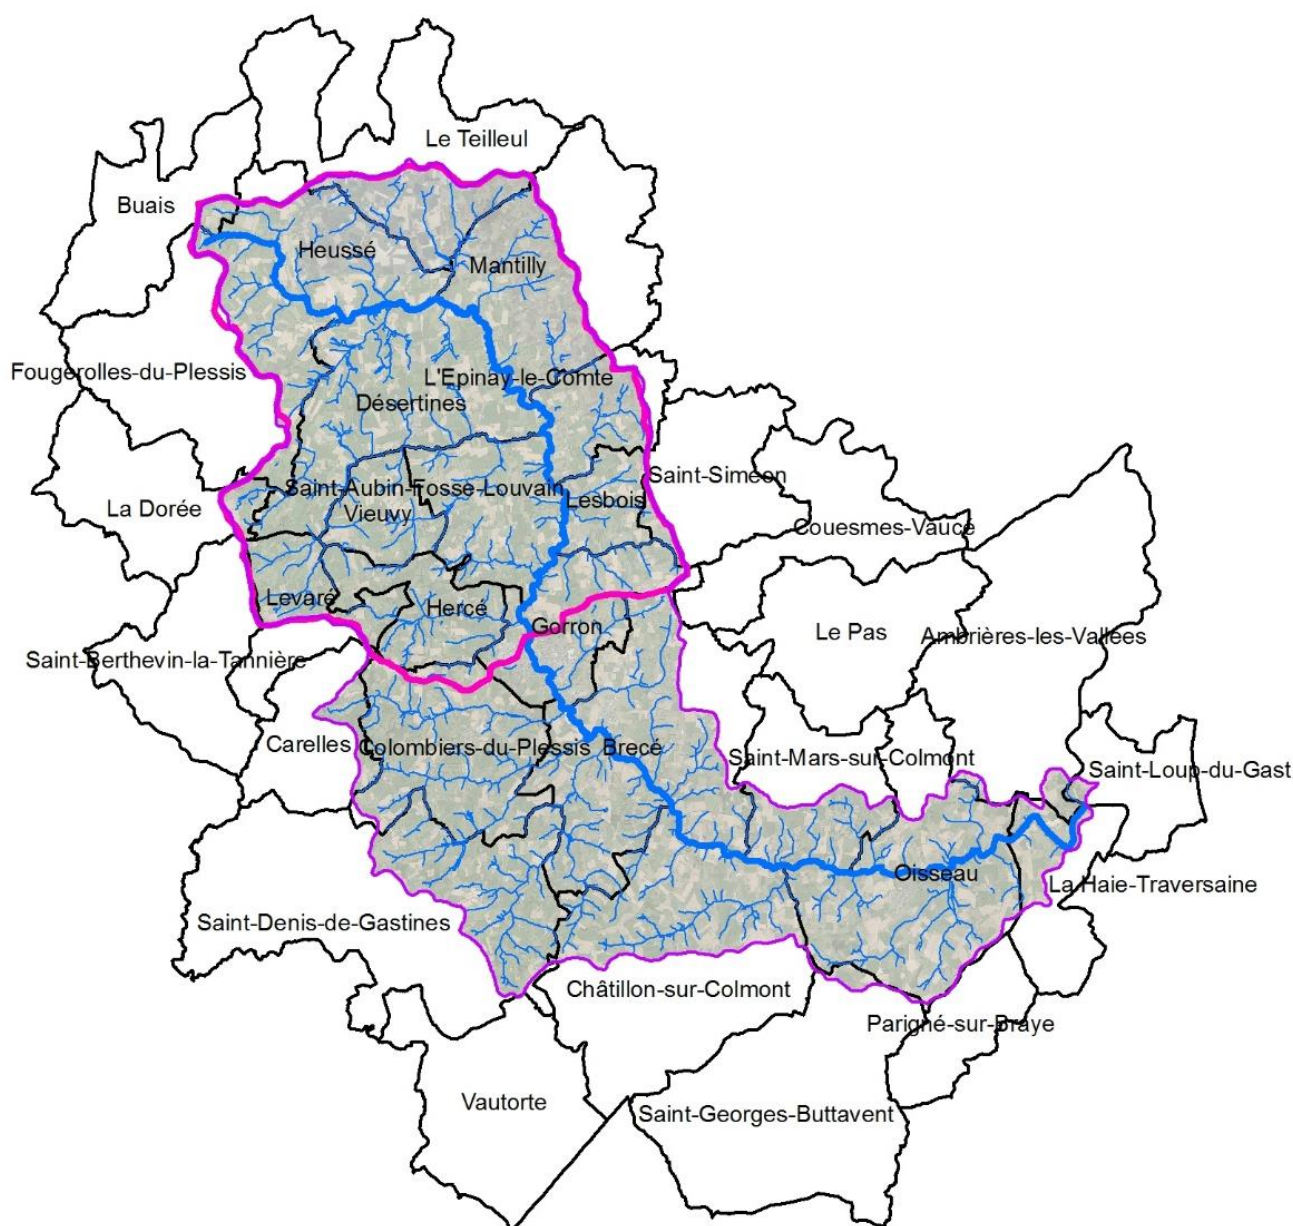 Le Teilleul
Buais
Heussé
Mantilly
Fougerolles-du-Plessis
L'Epinay-le-Comte
Désertines
Saint-Siméon
Saint-Aubin-Fosse-Louvain
Lesbois
La Dorée
Vieuvy
Couesmes-Vaucé
Levaré
Hercé
Gorron
Le Pas
Ambrières-les-Vallées
Saint-Berthevin-la-Tannière
Carelles
Colombiers-du-Plessis
Brecé
Saint-Mars-sur-Colmont
Saint-Loup-du-Gast
Oisseau
La Haie-Traversaine
Saint-Denis-de-Gastines
Châtillon-sur-Colmont
Parigné-sur-Braye
Vautorte
Saint-Georges-Buttavent